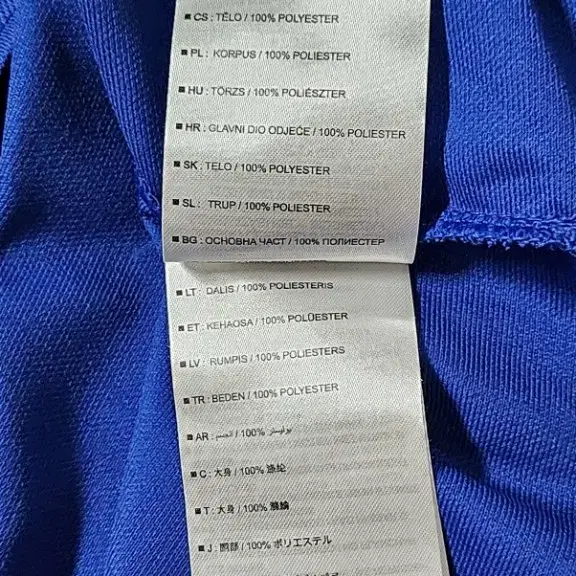 CS : TĚLO / 100% POLYESTER
PL : KORPUS / 100% POLIESTER
HU : TÖRZS / 100% POLIÉSZTER
HR : GLAVNI DIO ODJEĆE / 100% POLIESTER
SK : TELO / 100% POLYESTER
SL : TRUP / 100% POLIESTER
BG : ОСНОВНА ЧАСТ / 100% ПОЛИЕСТЕР
LT : DALIS / 100% POLIESTERIS
ET : KEHAOSA / 100% POLÜESTER
LV : RUMPIS / 100% POLIESTERS
TR : BEDEN / 100% POLYESTER
AR : الجسم / 100% بوليستر
C : 大身 / 100% 涤纶
T : 大身 / 100%
J : 胴部 / 100% ポリエステル